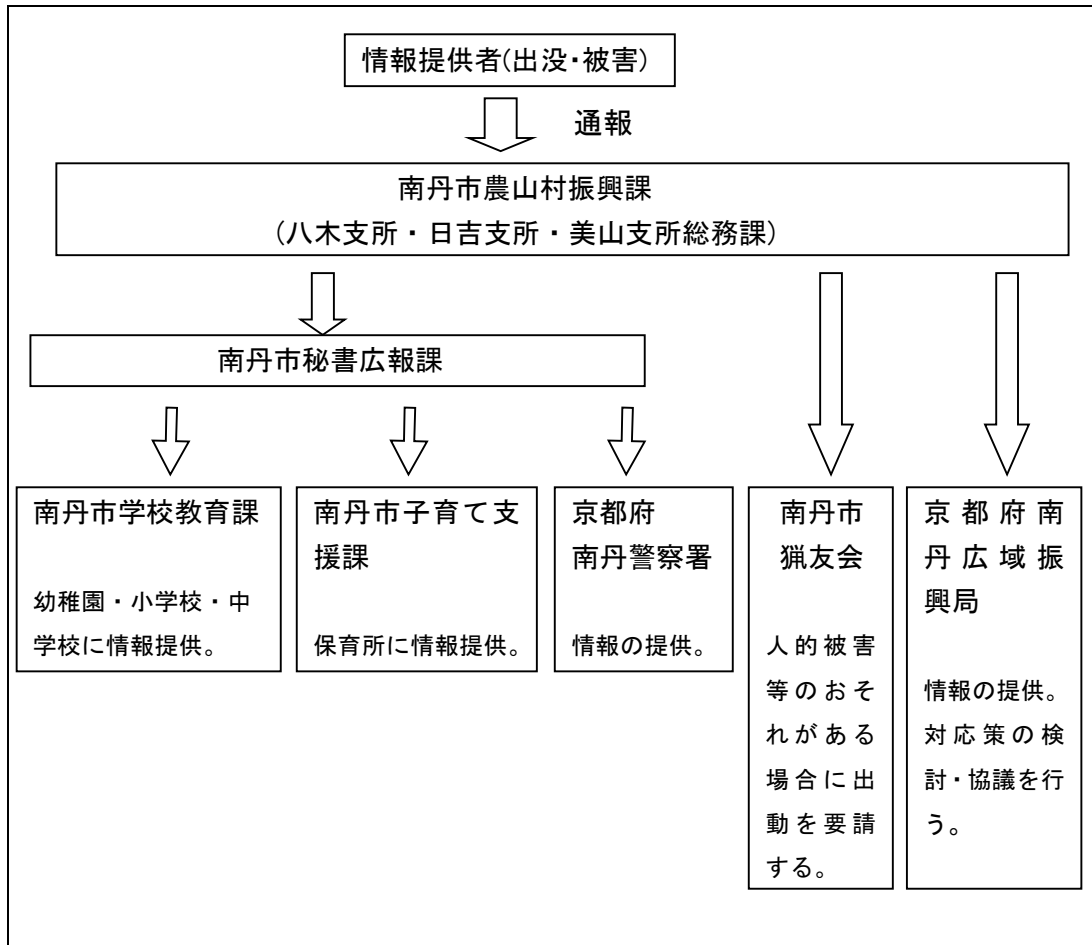 情報提供者(出没・被害)
通報
南丹市農山村振興課
(八木支所・日吉支所・美山支所総務課)
南丹市秘書広報課
南丹市学校教育課
幼稚園・小学校・中
学校に情報提供。
南丹市子育て支
援課
保育所に情報提供。
京都府
南丹警察署
情報の提供。
南丹市
猟友会
人的被害
等のおそ
れがある
場合に出
動を要請
する。
京都府南
丹広域振
興局
情報の提供。
対応策の検
討・協議を行
う。